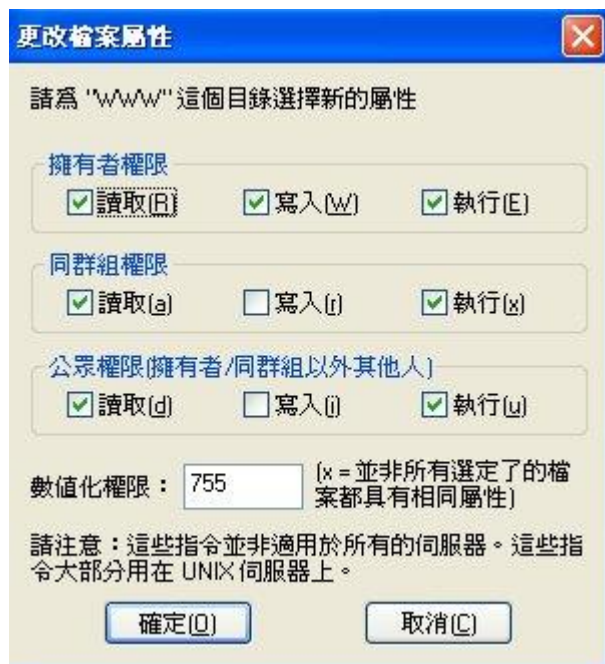 更改檔案屬性
請爲 "WWW" 這個目錄選擇新的屬性
擁有者權限
讀取(R) 寫入(W) 執行(E)
同群組權限
讀取(a) 寫入(r) 執行(x)
公眾權限(擁有者/同群組以外其他人)
讀取(d) 寫入(i) 執行(u)
數值化權限： 755 (x = 並非所有選定了的檔
案都具有相同屬性)
請注意：這些指令並非適用於所有的伺服器。這些指
令大部分用在 UNIX 伺服器上。
確定(O) 取消(C)